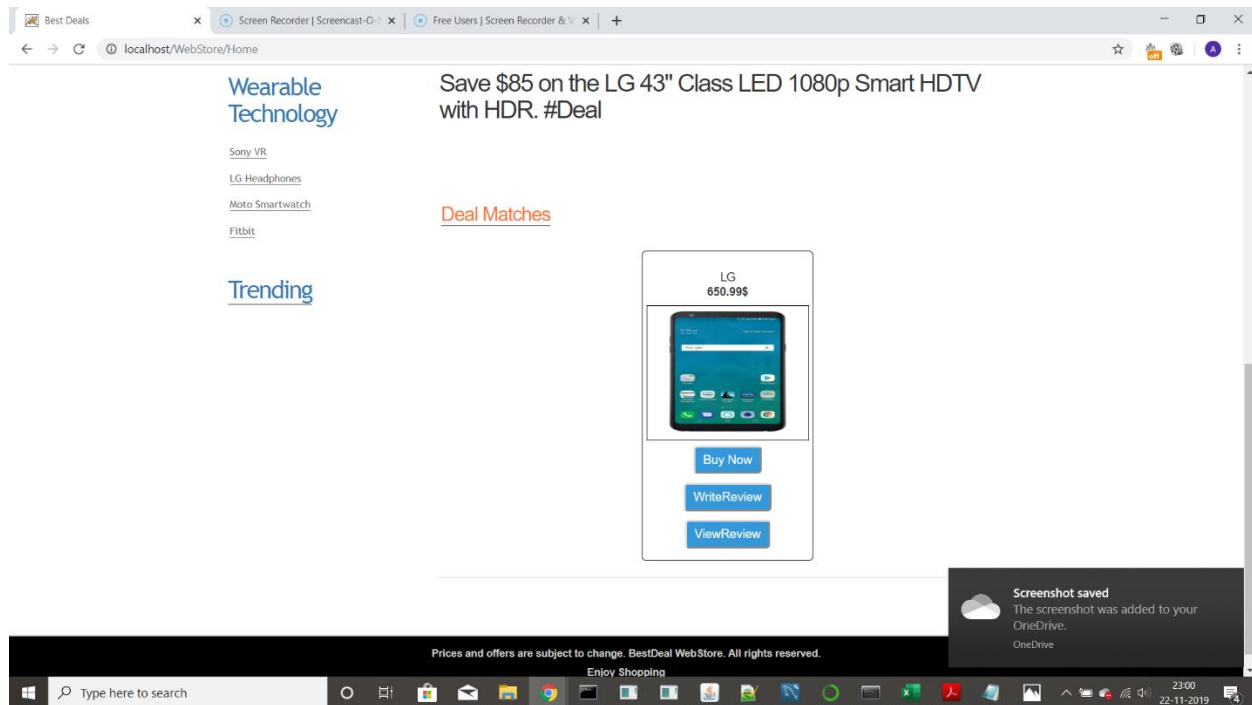 Best Deals
Screen Recorder | Screencast-O-
Free Users | Screen Recorder & V
localhost/WebStore/Home
off
A
Wearable
Technology
Sony VR
LG Headphones
Moto Smartwatch
Fitbit
Trending
Save $85 on the LG 43" Class LED 1080p Smart HDTV
with HDR. #Deal
Deal Matches
LG
650.99$
Buy Now
WriteReview
ViewReview
Screenshot saved
The screenshot was added to your
OneDrive.
OneDrive
Prices and offers are subject to change. BestDeal WebStore. All rights reserved.
Enjoy Shopping
Type here to search
23:00
22-11-2019
4